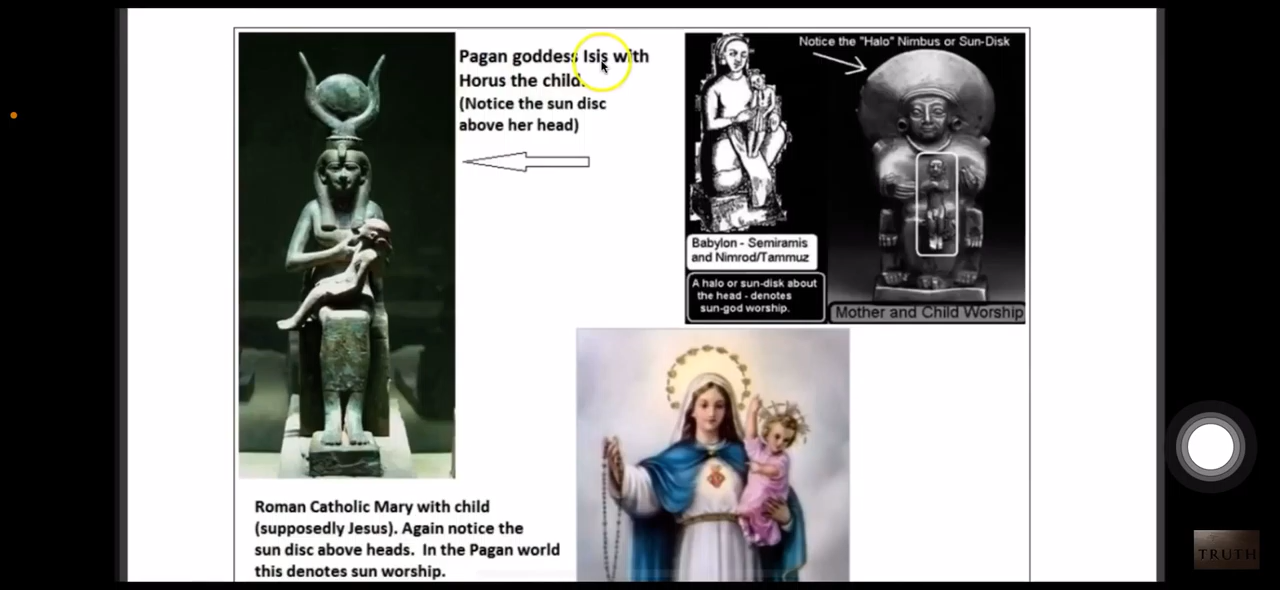 Pagan goddess Isis with
Horus the child.
(Notice the sun disc
above her head)
Notice the "Halo" Nimbus or Sun-Disk
Babylon - Semiramis
and Nimrod/Tammuz
A halo or sun-disk about
the head - denotes
sun-god worship.
Mother and Child Worship
Roman Catholic Mary with child
(supposedly Jesus). Again notice the
sun disc above heads. In the Pagan world
this denotes sun worship.
TRUTH